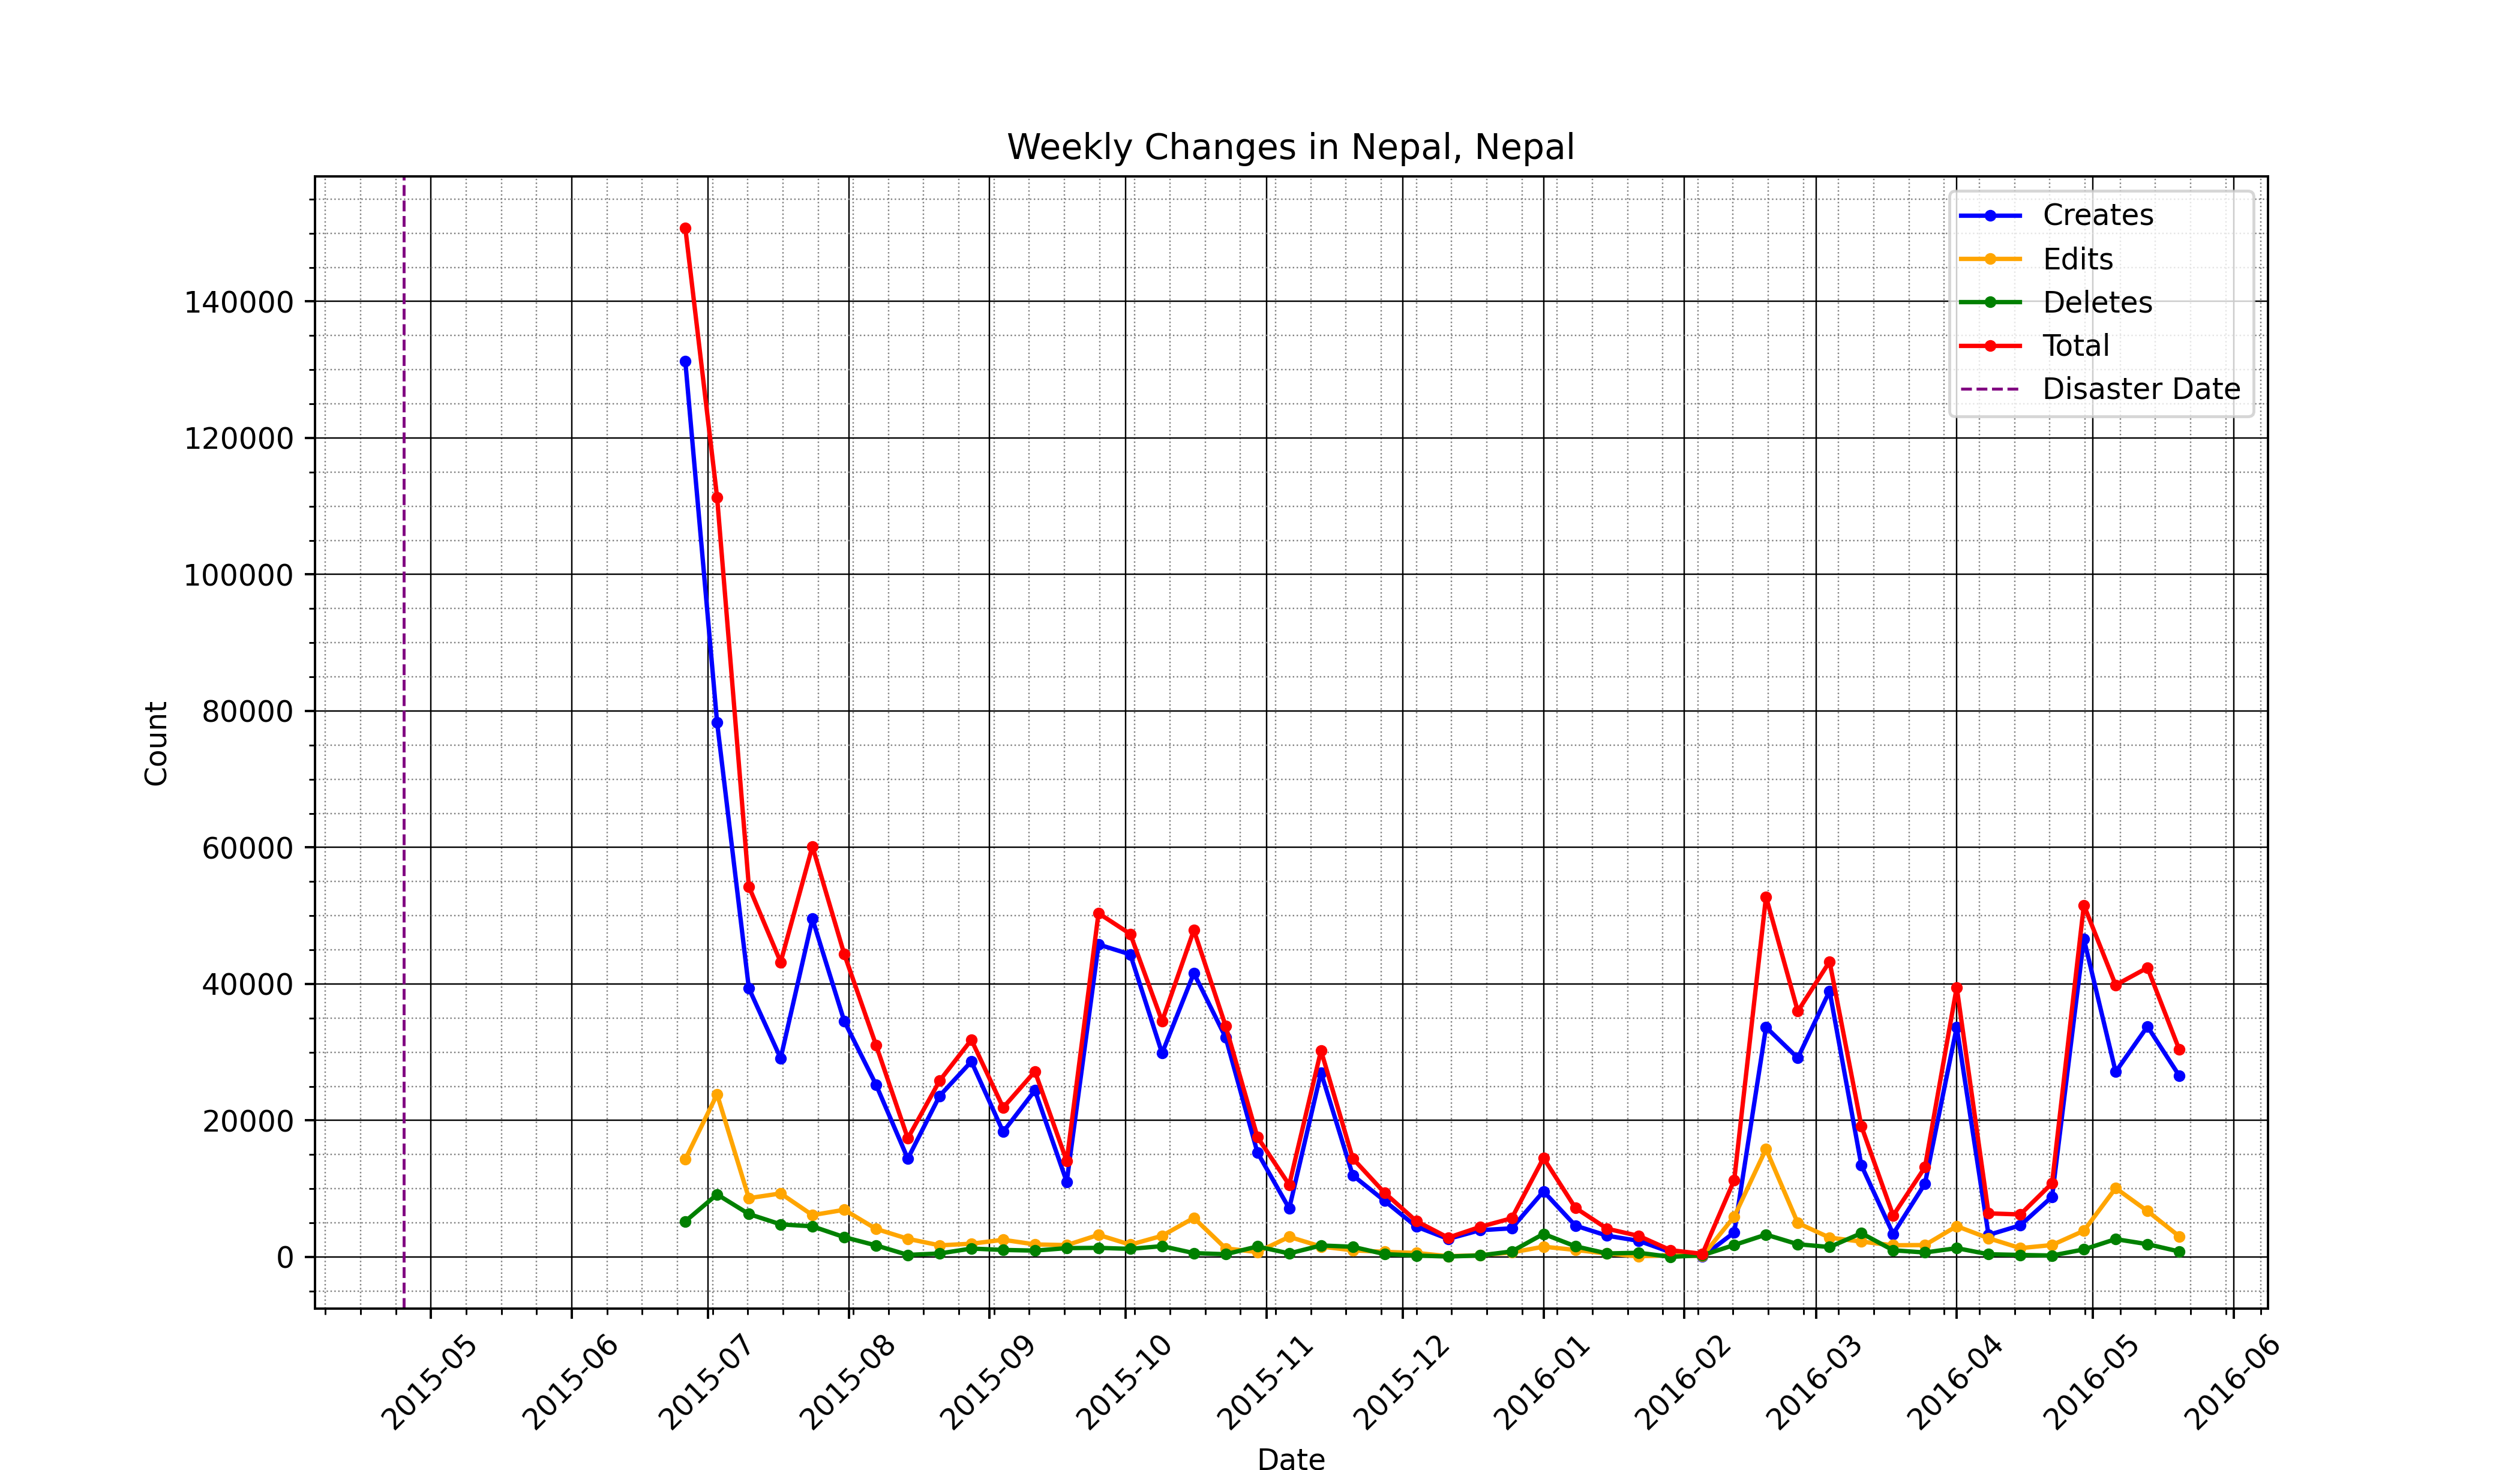 Weekly Changes in Nepal, Nepal
Creates
Edits
Deletes
Total
Disaster Date
140000
120000
100000
80000
60000
40000
20000
0
Count
2015-05
2015-06
2015-07
2015-08
2015-09
2015-10
2015-11
2015-12
2016-01
2016-02
2016-03
2016-04
2016-05
2016-06
Date